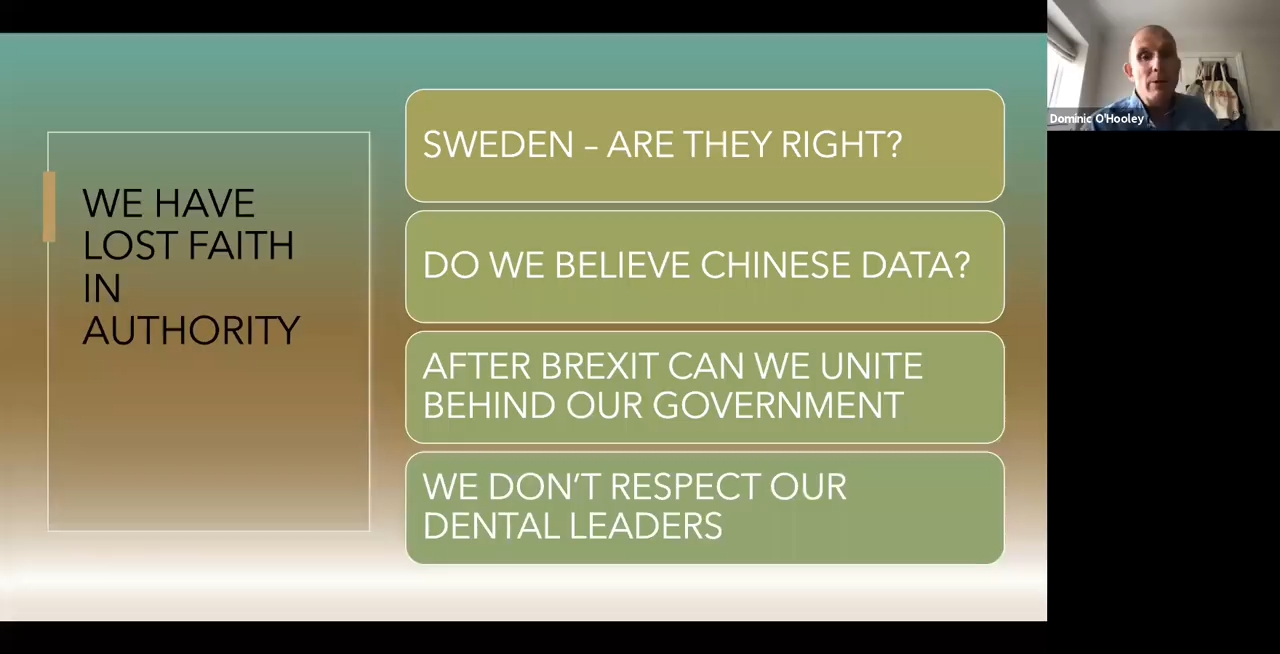 WE HAVE
LOST FAITH
IN
AUTHORITY
SWEDEN – ARE THEY RIGHT?
DO WE BELIEVE CHINESE DATA?
AFTER BREXIT CAN WE UNITE
BEHIND OUR GOVERNMENT
WE DON’T RESPECT OUR
DENTAL LEADERS
Dominic O'Hooley